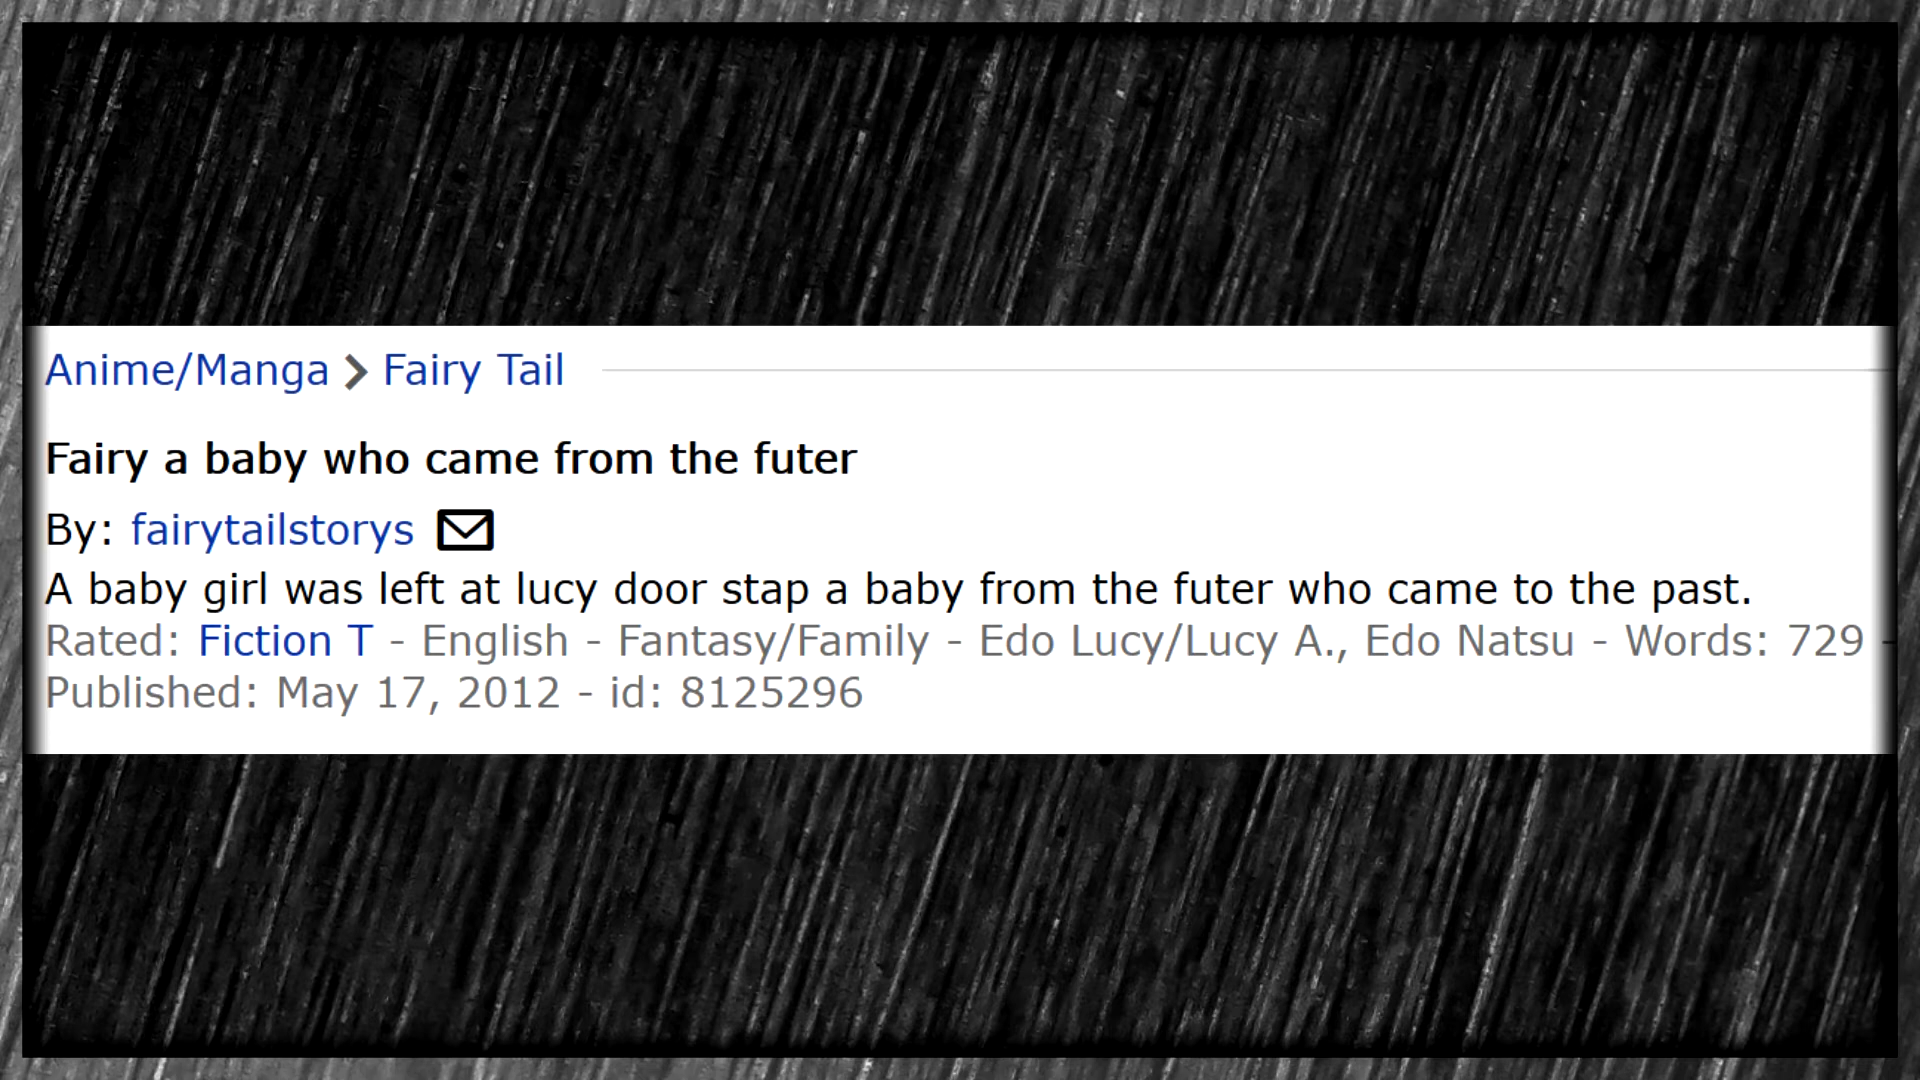 Anime/Manga > Fairy Tail
Fairy a baby who came from the futer
By: fairytailstorys
A baby girl was left at lucy door stap a baby from the futer who came to the past.
Rated: Fiction T - English - Fantasy/Family - Edo Lucy/Lucy A., Edo Natsu - Words: 729 -
Published: May 17, 2012 - id: 8125296